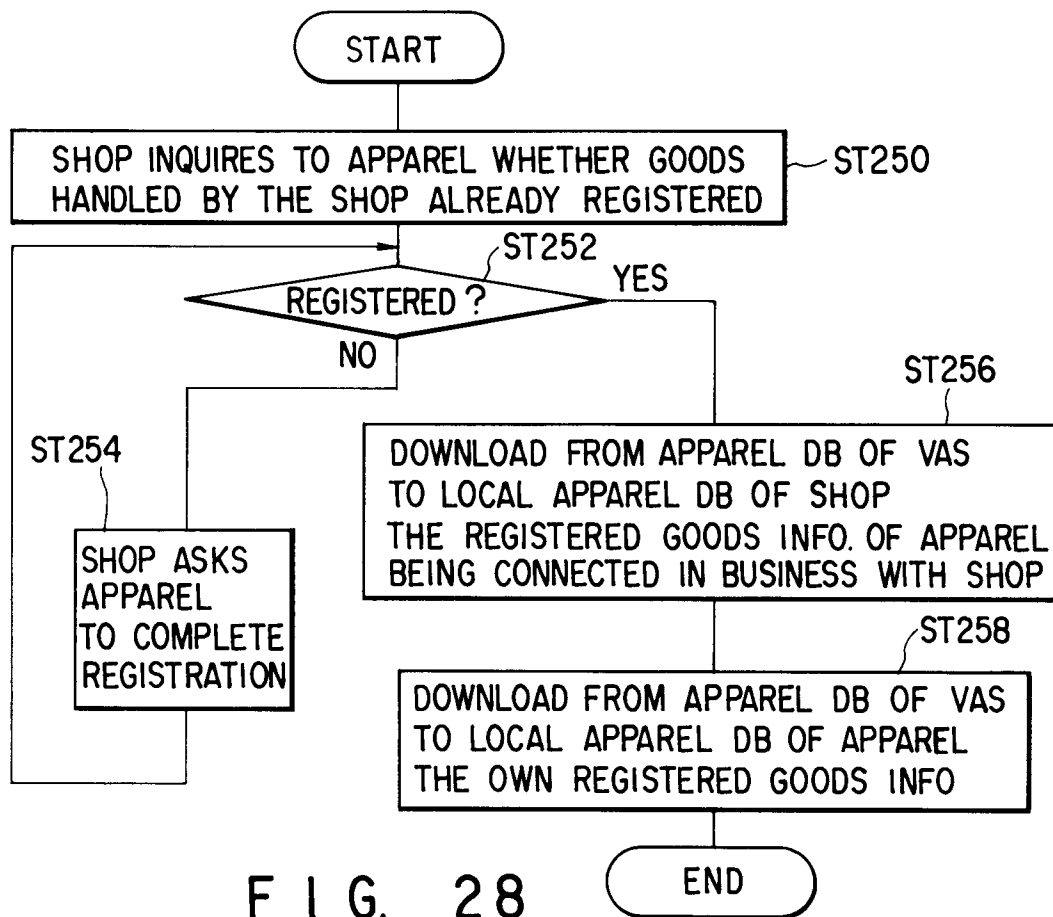 START
SHOP INQUIRES TO APPAREL WHETHER GOODS
HANDLED BY THE SHOP ALREADY REGISTERED
ST250
ST252
REGISTERED ?
YES
NO
ST254
SHOP ASKS
APPAREL
TO COMPLETE
REGISTRATION
ST256
DOWNLOAD FROM APPAREL DB OF VAS
TO LOCAL APPAREL DB OF SHOP
THE REGISTERED GOODS INFO. OF APPAREL
BEING CONNECTED IN BUSINESS WITH SHOP
ST258
DOWNLOAD FROM APPAREL DB OF VAS
TO LOCAL APPAREL DB OF APPAREL
THE OWN REGISTERED GOODS INFO
END
FIG. 28